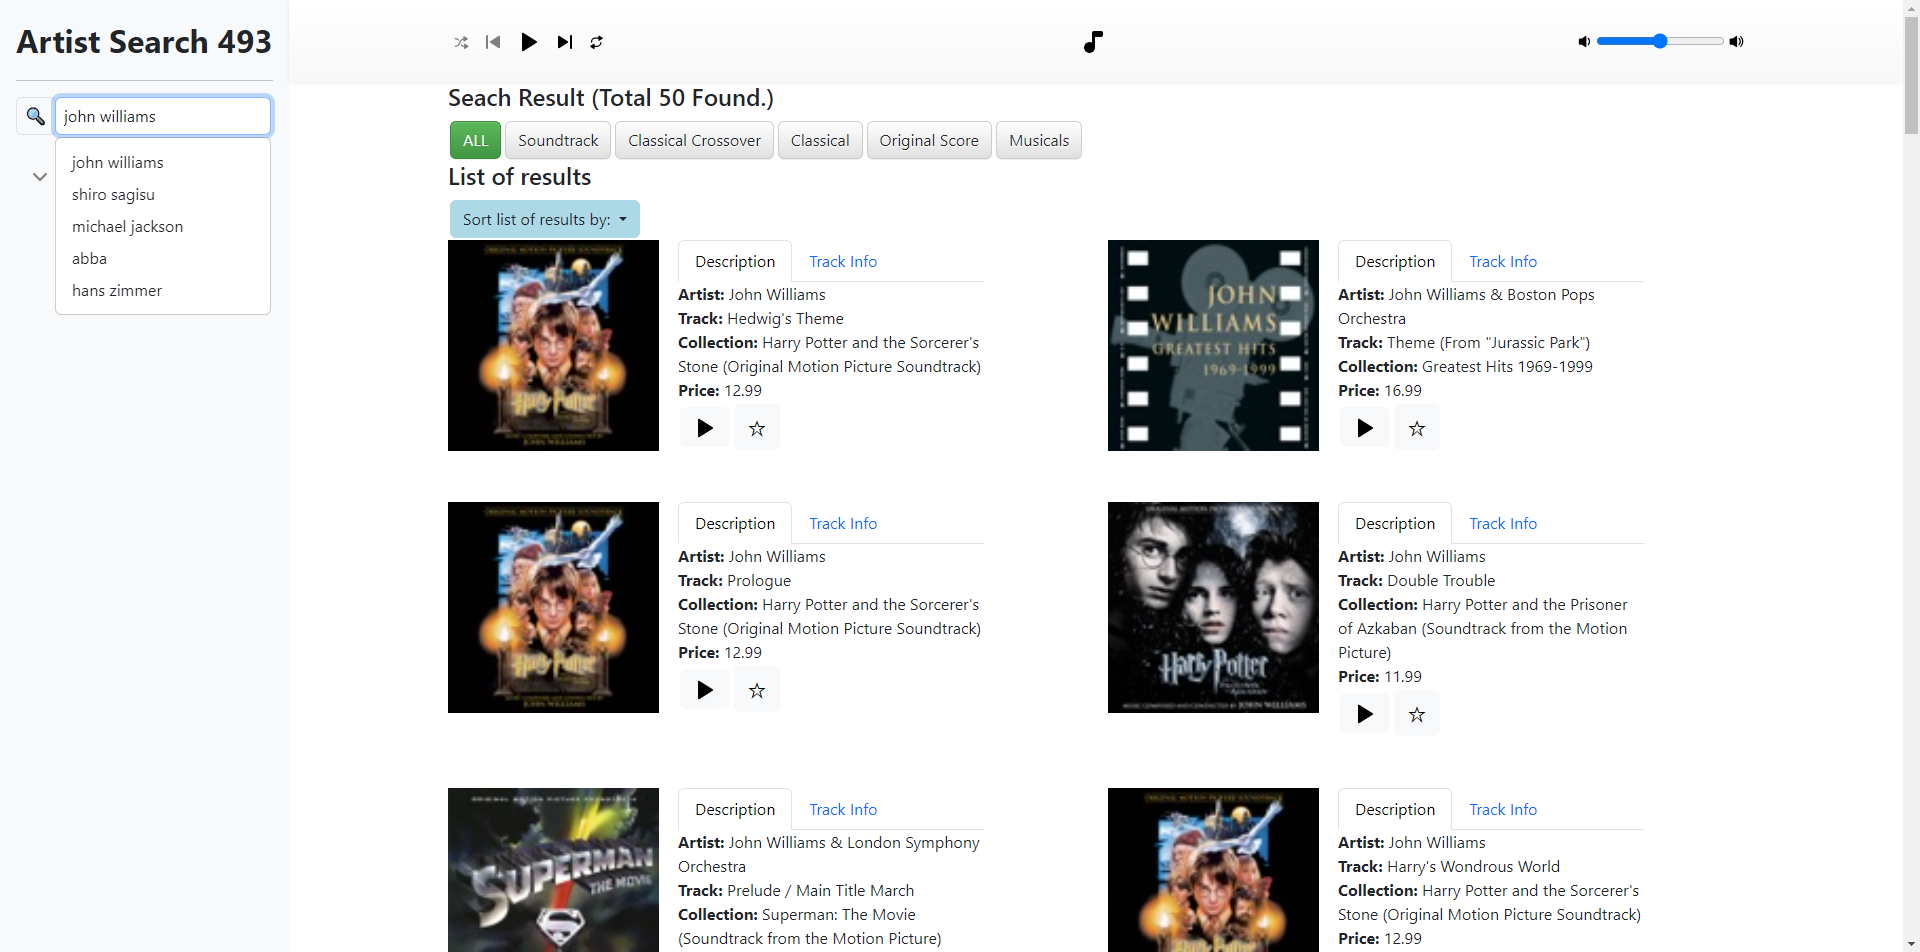 Artist Search 493
john williams
john williams
shiro sagisu
michael jackson
abba
hans zimmer
Seach Result (Total 50 Found.)
ALL Soundtrack Classical Crossover Classical Original Score Musicals
List of results
Sort list of results by:
Description Track Info
Artist: John Williams
Track: Hedwig's Theme
Collection: Harry Potter and the Sorcerer's
Stone (Original Motion Picture Soundtrack)
Price: 12.99
JOHN
WILLIAMS
GREATEST HITS
1969-1999
Description Track Info
Artist: John Williams & Boston Pops
Orchestra
Track: Theme (From "Jurassic Park")
Collection: Greatest Hits 1969-1999
Price: 16.99
Harry Potter
Description Track Info
Artist: John Williams
Track: Prologue
Collection: Harry Potter and the Sorcerer's
Stone (Original Motion Picture Soundtrack)
Price: 12.99
Harry Potter
Description Track Info
Artist: John Williams
Track: Double Trouble
Collection: Harry Potter and the Prisoner
of Azkaban (Soundtrack from the Motion
Picture)
Price: 11.99
SUPERMAN
THE MOVIE
Description Track Info
Artist: John Williams & London Symphony
Orchestra
Track: Prelude / Main Title March
Collection: Superman: The Movie
(Soundtrack from the Motion Picture)
Description Track Info
Artist: John Williams
Track: Harry's Wondrous World
Collection: Harry Potter and the Sorcerer's
Stone (Original Motion Picture Soundtrack)
Price: 12.99